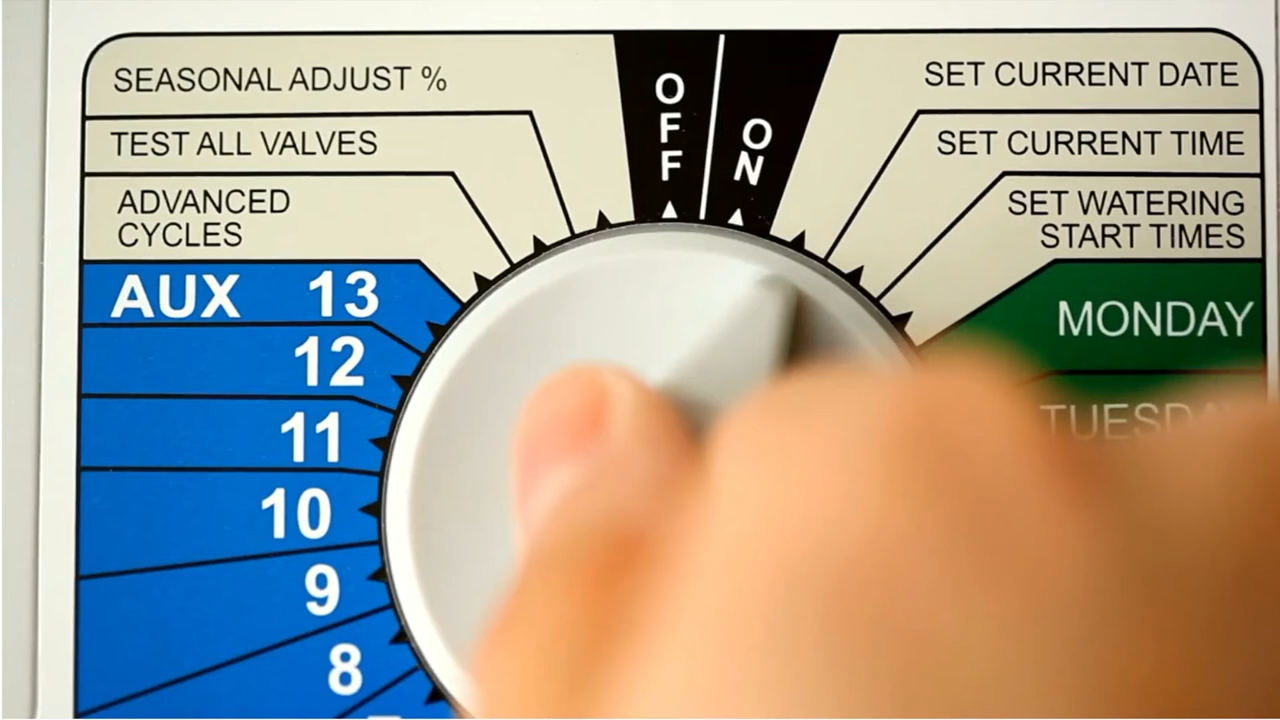 SEASONAL ADJUST %
TEST ALL VALVES
ADVANCED
CYCLES
AUX 13
12
11
10
9
8
OFF
ON
SET CURRENT DATE
SET CURRENT TIME
SET WATERING
START TIMES
MONDAY
TUESDAY